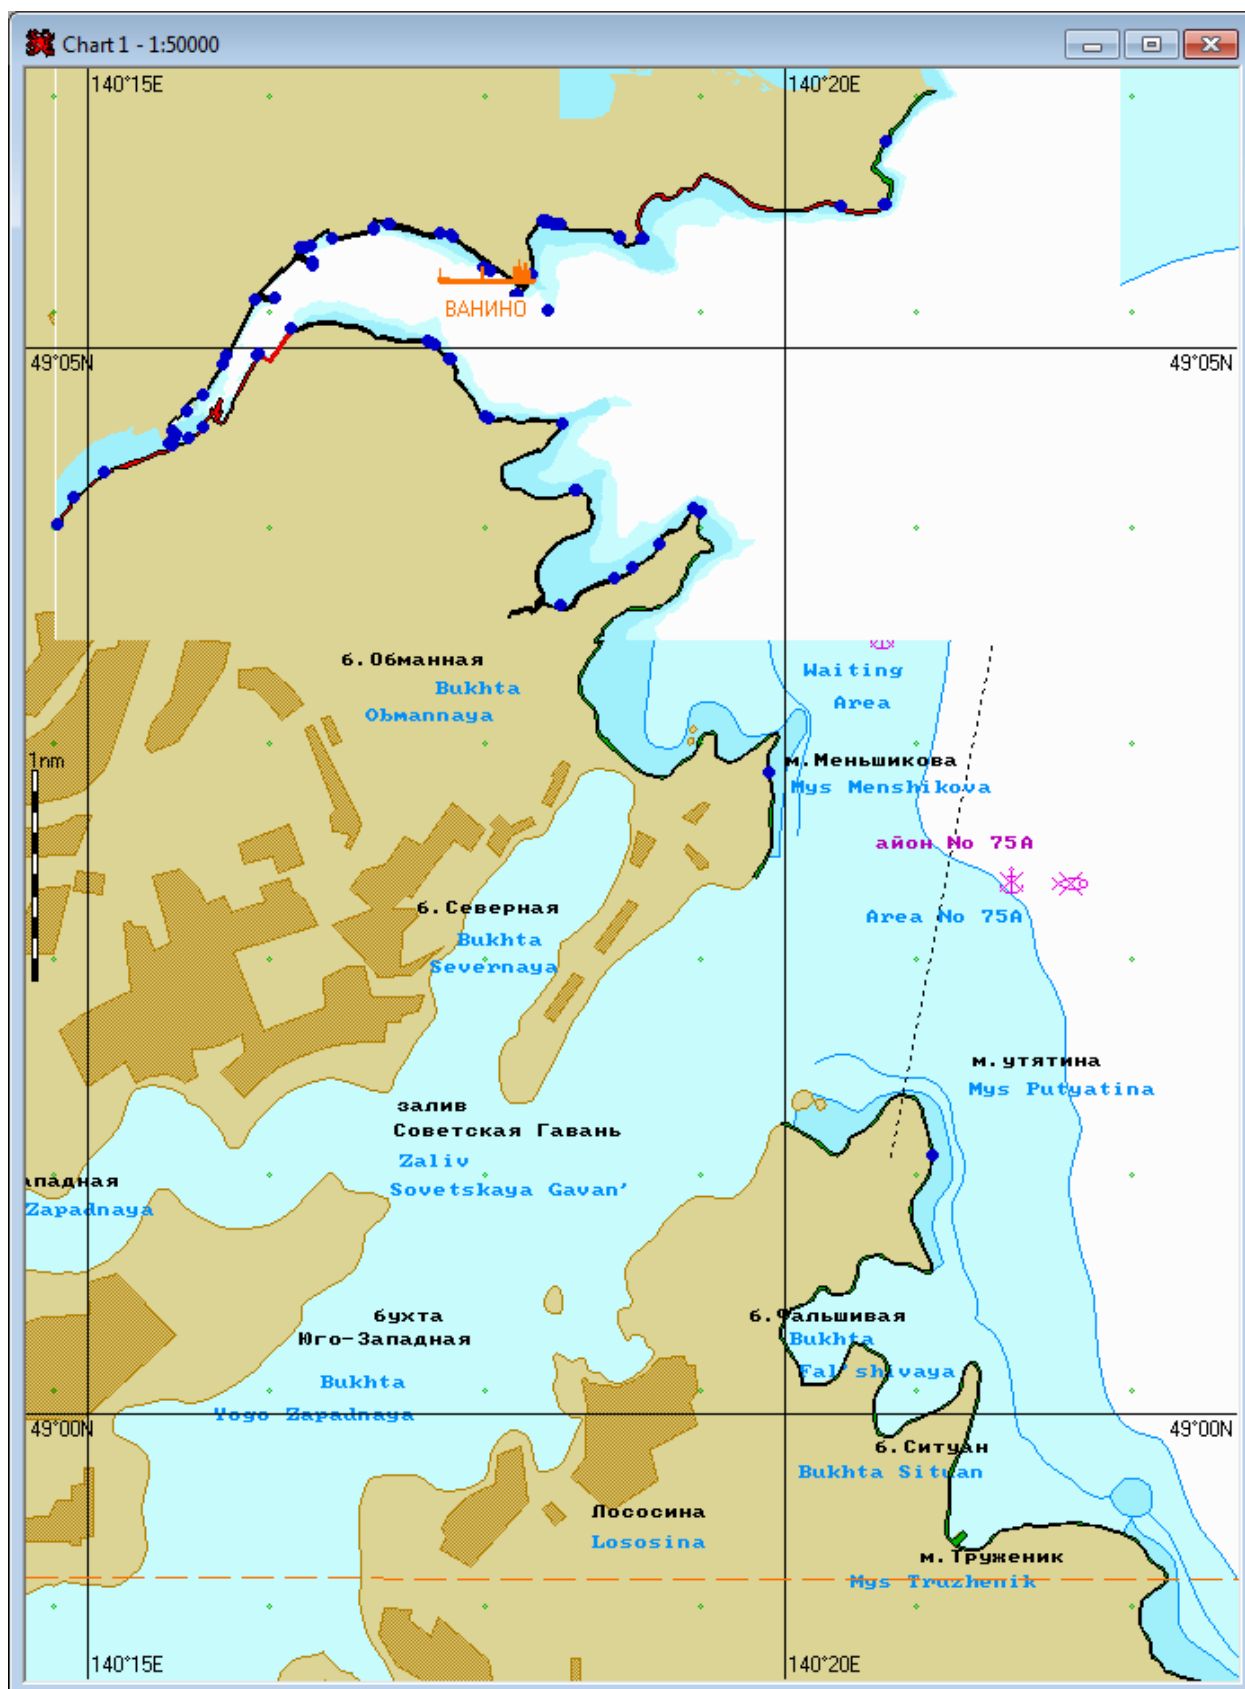 Chart 1 - 1:50000
140°15E
140°20E
ВАНИНО
49°05N
49°05N
б.Обманная
Bukhta
Obmannaya
Waiting
Area
1nm
м.Меньшикова
Mys Menshikova
айон No 75А
Area No 75A
б.Северная
Bukhta
Severnaya
м.утятина
Mys Putyatina
залив
Советская Гавань
Zaliv
Sovetskaya Gavan'
ападная
Zapadnaya
бухта
Юго-Западная
Bukhta
Yogo Zapadnaya
б.Фальшивая
Bukhta
Fal'shivaya
49°00N
49°00N
б.Ситуан
Bukhta Situan
Лососина
Lososina
м.Труженик
Mys Truzhenik
140°15E
140°20E